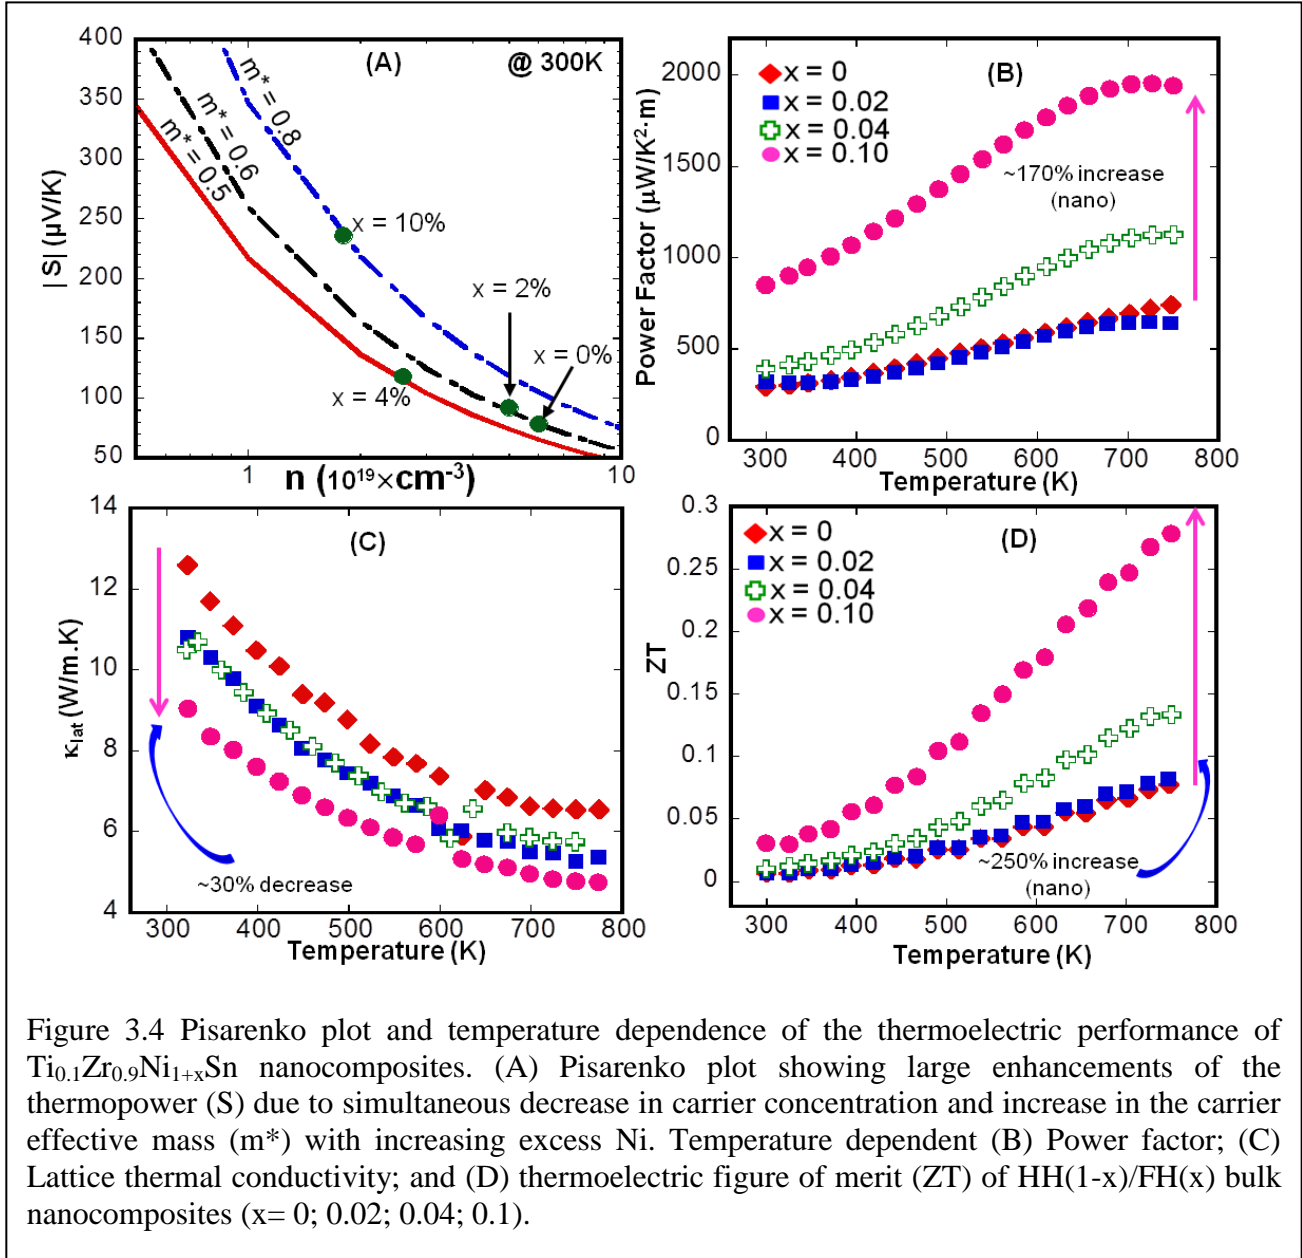 400
350
300
250
200
150
100
50
|S| (µV/K)
(A)
@ 300K
m* = 0.8
m* = 0.6
m* = 0.5
x = 10%
x = 2%
x = 0%
x = 4%
1
10
n (10¹⁹×cm⁻³)
2000
1500
1000
500
0
Power Factor (µW/K²·m)
x = 0
x = 0.02
x = 0.04
x = 0.10
(B)
~170% increase
(nano)
300 400 500 600 700 800
Temperature (K)
14
12
10
8
6
4
κlat (W/m.K)
(C)
~30% decrease
300 400 500 600 700 800
Temperature (K)
0.3
0.25
0.2
0.15
0.1
0.05
0
ZT
x = 0
x = 0.02
x = 0.04
x = 0.10
(D)
~250% increase
(nano)
300 400 500 600 700 800
Temperature (K)
Figure 3.4 Pisarenko plot and temperature dependence of the thermoelectric performance of
Ti0.1Zr0.9Ni1+xSn nanocomposites. (A) Pisarenko plot showing large enhancements of the
thermopower (S) due to simultaneous decrease in carrier concentration and increase in the carrier
effective mass (m*) with increasing excess Ni. Temperature dependent (B) Power factor; (C)
Lattice thermal conductivity; and (D) thermoelectric figure of merit (ZT) of HH(1-x)/FH(x) bulk
nanocomposites (x= 0; 0.02; 0.04; 0.1).